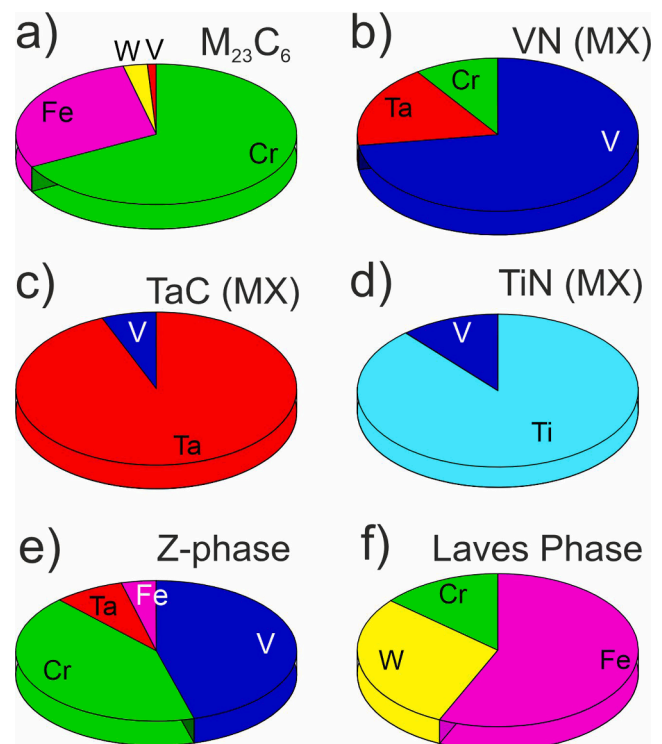 a) M₂₃C₆
W V
Fe
Cr
b) VN (MX)
Cr
Ta
V
c) TaC (MX)
V
Ta
d) TiN (MX)
V
Ti
e) Z-phase
Fe
Ta
V
Cr
f) Laves Phase
Cr
W
Fe